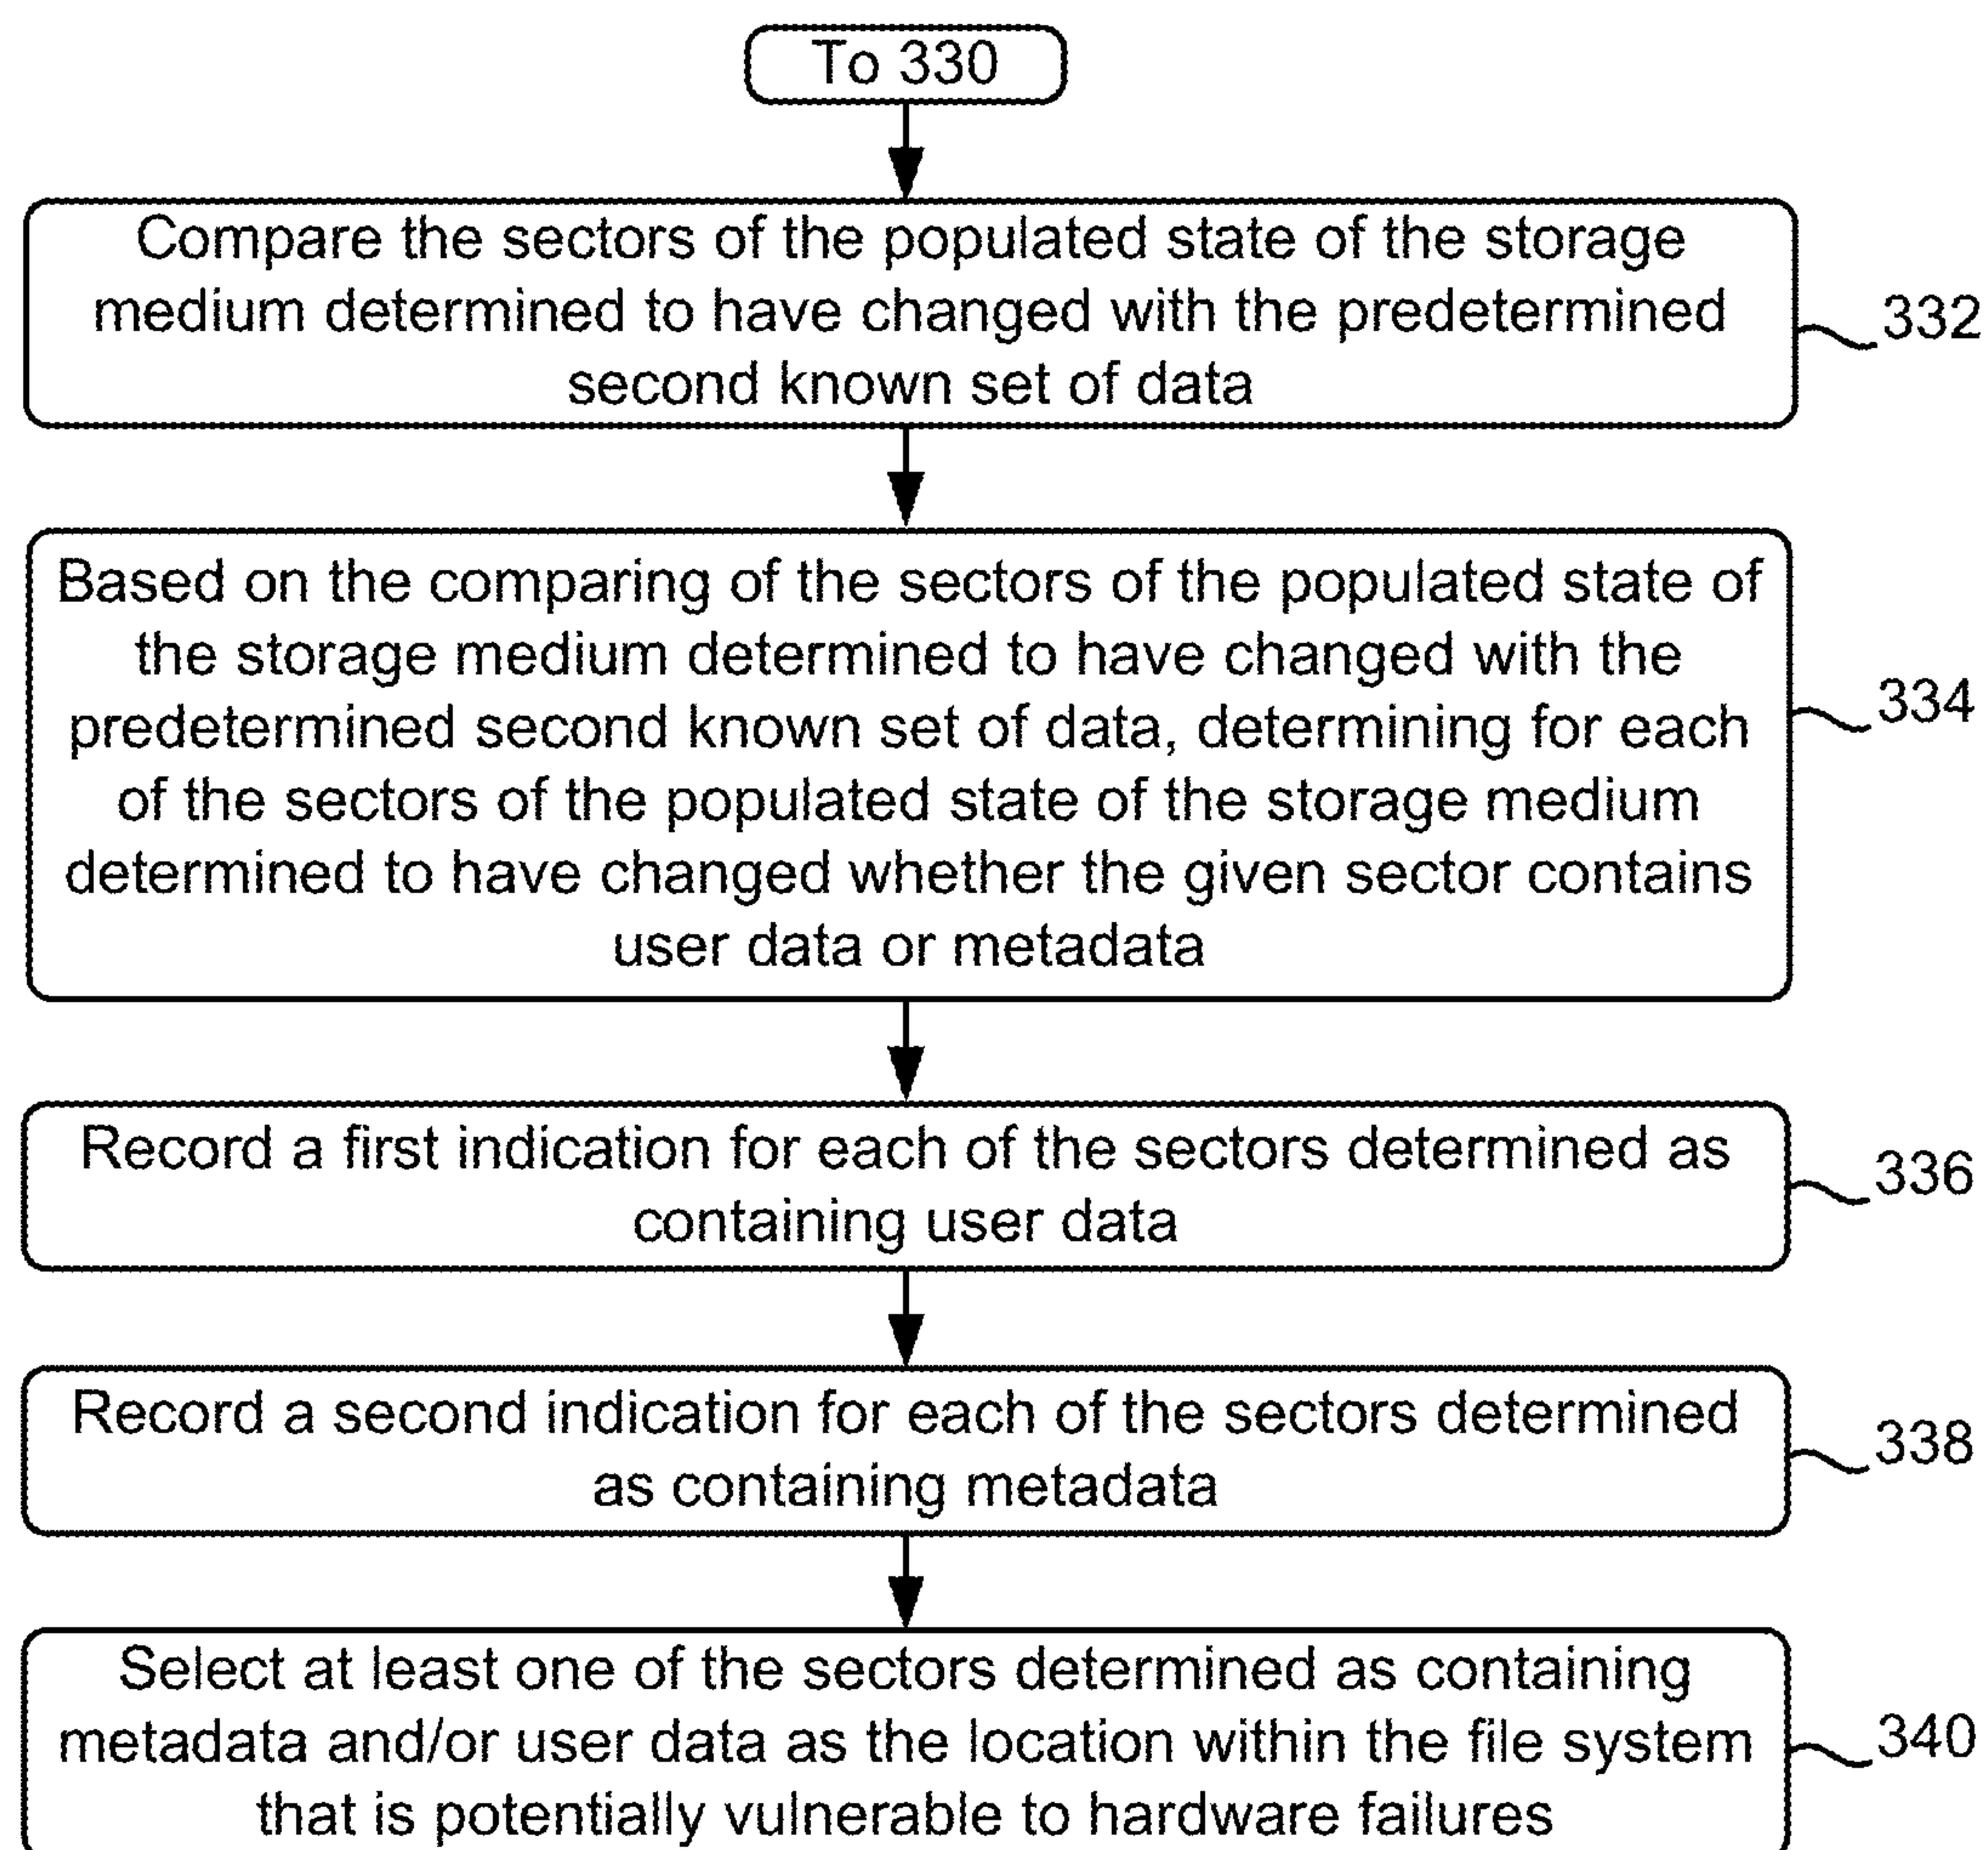 To 330
Compare the sectors of the populated state of the storage
medium determined to have changed with the predetermined
second known set of data
332
Based on the comparing of the sectors of the populated state of
the storage medium determined to have changed with the
predetermined second known set of data, determining for each
of the sectors of the populated state of the storage medium
determined to have changed whether the given sector contains
user data or metadata
334
Record a first indication for each of the sectors determined as
containing user data
336
Record a second indication for each of the sectors determined
as containing metadata
338
Select at least one of the sectors determined as containing
metadata and/or user data as the location within the file system
that is potentially vulnerable to hardware failures
340